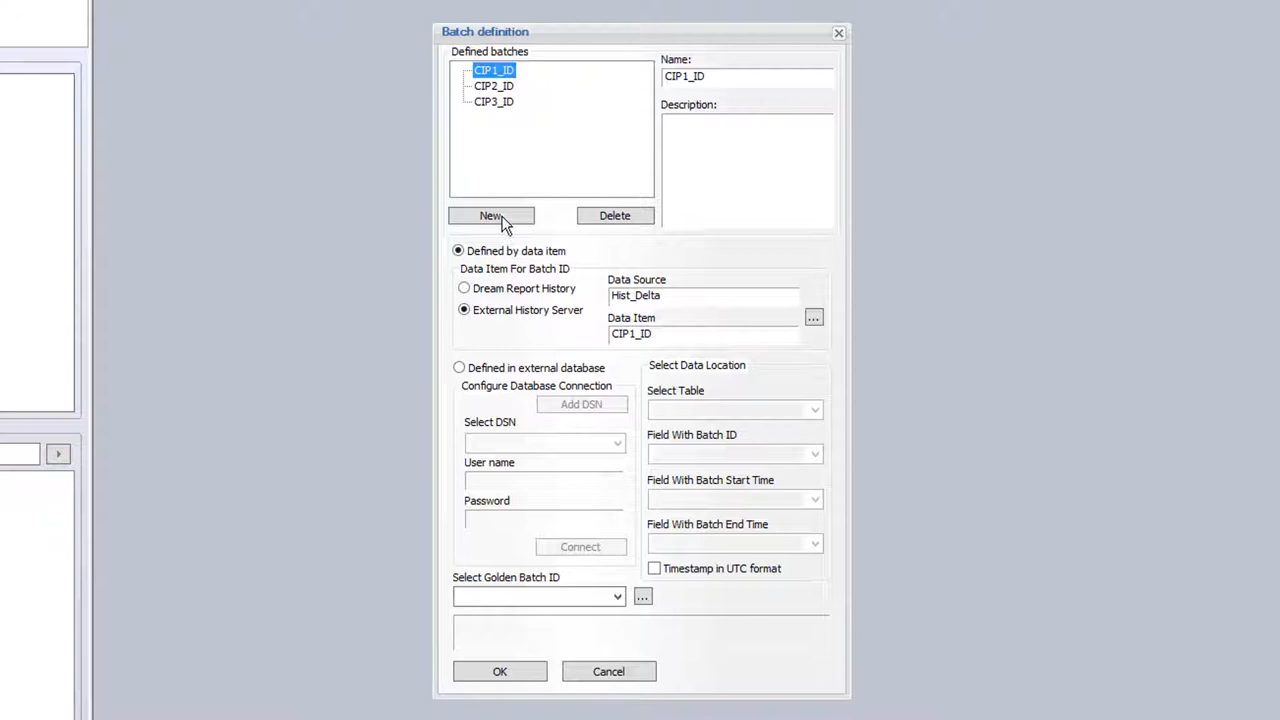 Batch definition
Defined batches
CIP1_ID
CIP2_ID
CIP3_ID
Name:
CIP1_ID
Description:
New
Delete
Defined by data item
Data Item For Batch ID
Dream Report History
External History Server
Data Source
Hist_Delta
Data Item
CIP1_ID
...
Defined in external database
Configure Database Connection
Add DSN
Select DSN
User name
Password
Connect
Select Data Location
Select Table
Field With Batch ID
Field With Batch Start Time
Field With Batch End Time
Timestamp in UTC format
Select Golden Batch ID
...
OK
Cancel